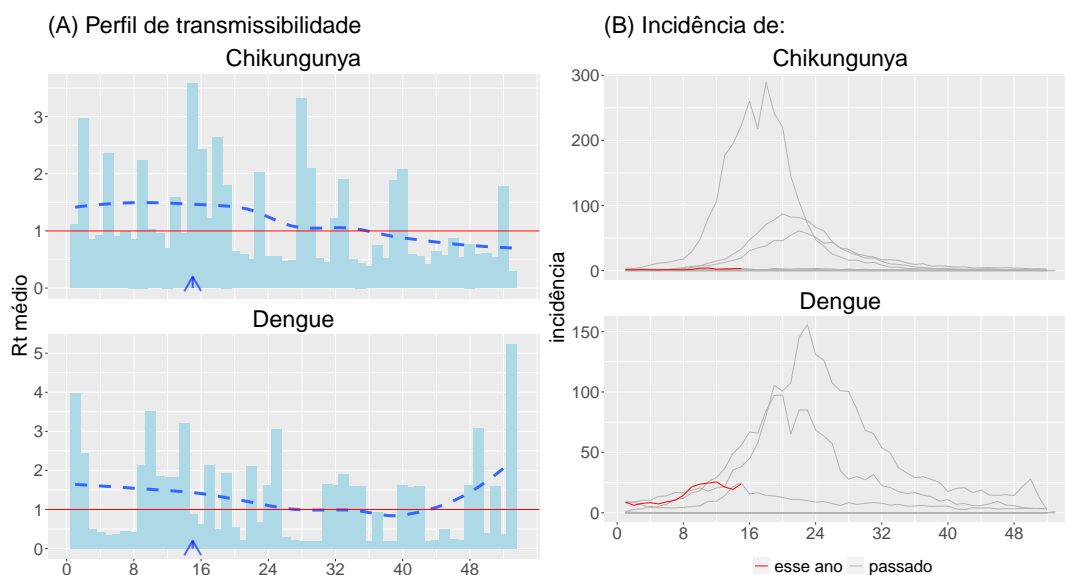 (A) Perfil de transmissibilidade
Chikungunya
3
2
1
0
Dengue
5
4
3
2
1
0
0 8 16 24 32 40 48
Rt médio
(B) Incidência de:
Chikungunya
300
200
100
0
Dengue
150
100
50
0
0 8 16 24 32 40 48
incidência
esse ano passado